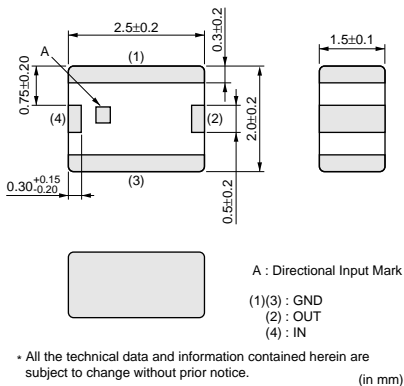 2.5±0.2
0.3±0.2
1.5±0.1
A
(1)
0.75±0.20
(4)
(2)
2.0±0.2
(3)
0.30+0.15-0.20
0.5±0.2
A : Directional Input Mark
(1)(3) : GND
(2) : OUT
(4) : IN
* All the technical data and information contained herein are
subject to change without prior notice.
(in mm)